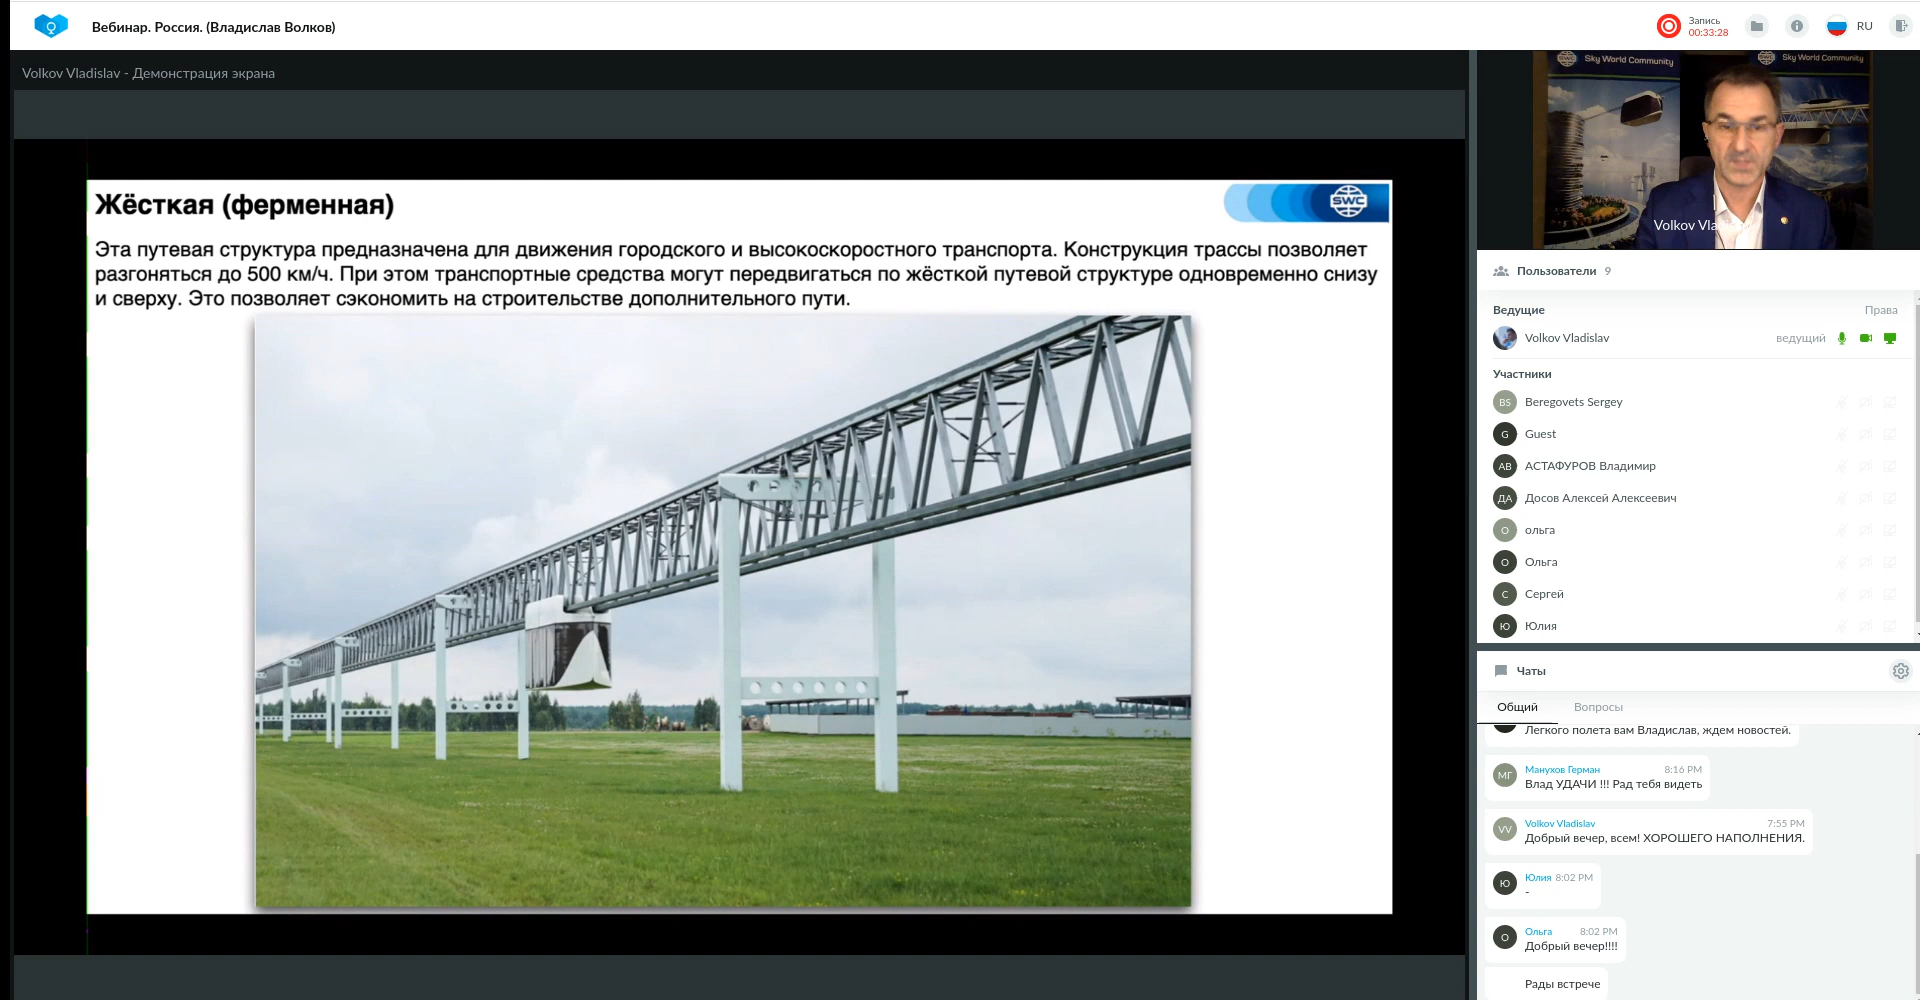 Вебинар. Россия. (Владислав Волков)
Запись
00:33:28
RU
Volkov Vladislav - Демонстрация экрана
Жёсткая (ферменная)
SWC
Эта путевая структура предназначена для движения городского и высокоскоростного транспорта. Конструкция трассы позволяет
разгоняться до 500 км/ч. При этом транспортные средства могут передвигаться по жёсткой путевой структуре одновременно снизу
и сверху. Это позволяет сэкономить на строительстве дополнительного пути.
SWC
Sky World Community
SWC
Sky World Community
Volkov
Пользователи 9
Ведущие
Права
Volkov Vladislav
ведущий
Участники
BS
Beregovets Sergey
G
Guest
АВ
АСТАФУРОВ Владимир
ДА
Досов Алексей Алексеевич
О
ольга
О
Ольга
С
Сергей
Ю
Юлия
Чаты
Общий
Вопросы
Легкого полета вам Владислав, ждем новостей.
МГ
Манухов Герман 8:16 PM
Влад УДАЧИ !!! Рад тебя видеть
VV
Volkov Vladislav 7:55 PM
Добрый вечер, всем! ХОРОШЕГО НАПОЛНЕНИЯ.
Ю
Юлия 8:02 PM
-
О
Ольга 8:02 PM
Добрый вечер!!!!
Рады встрече